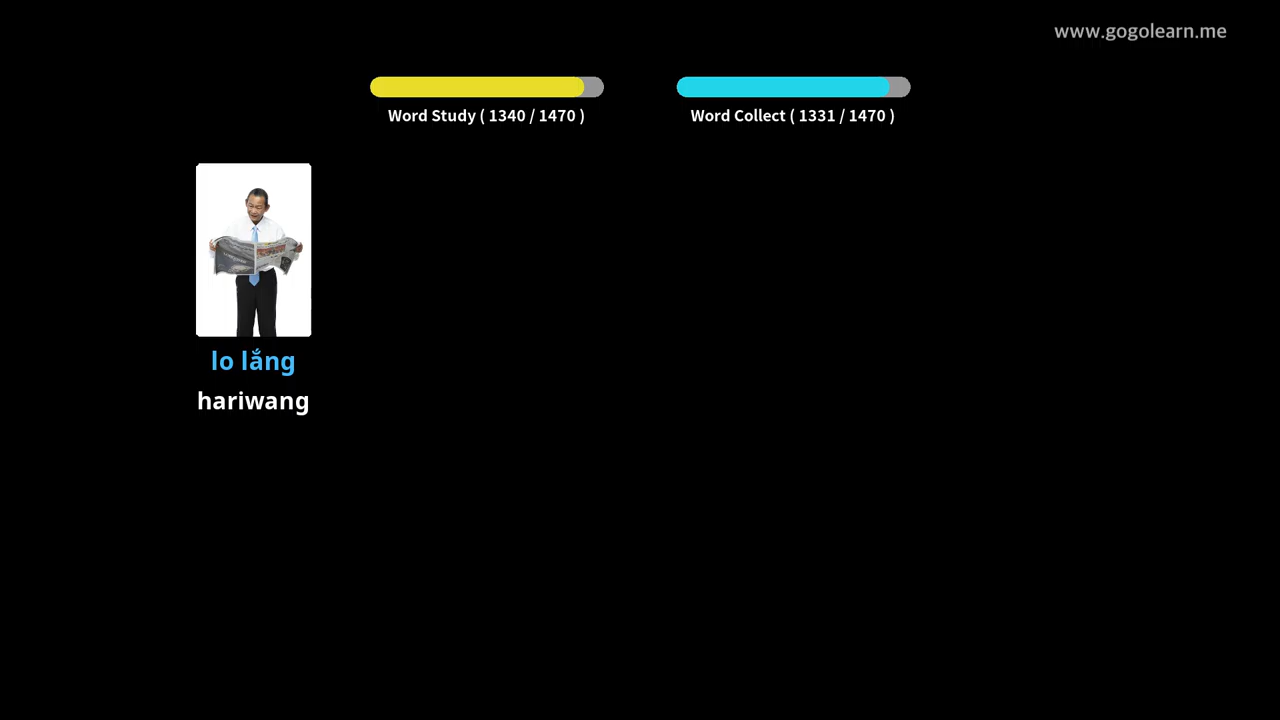 www.gogolearn.me
Word Study ( 1340 / 1470 )
Word Collect ( 1331 / 1470 )
lo lắng
hariwang